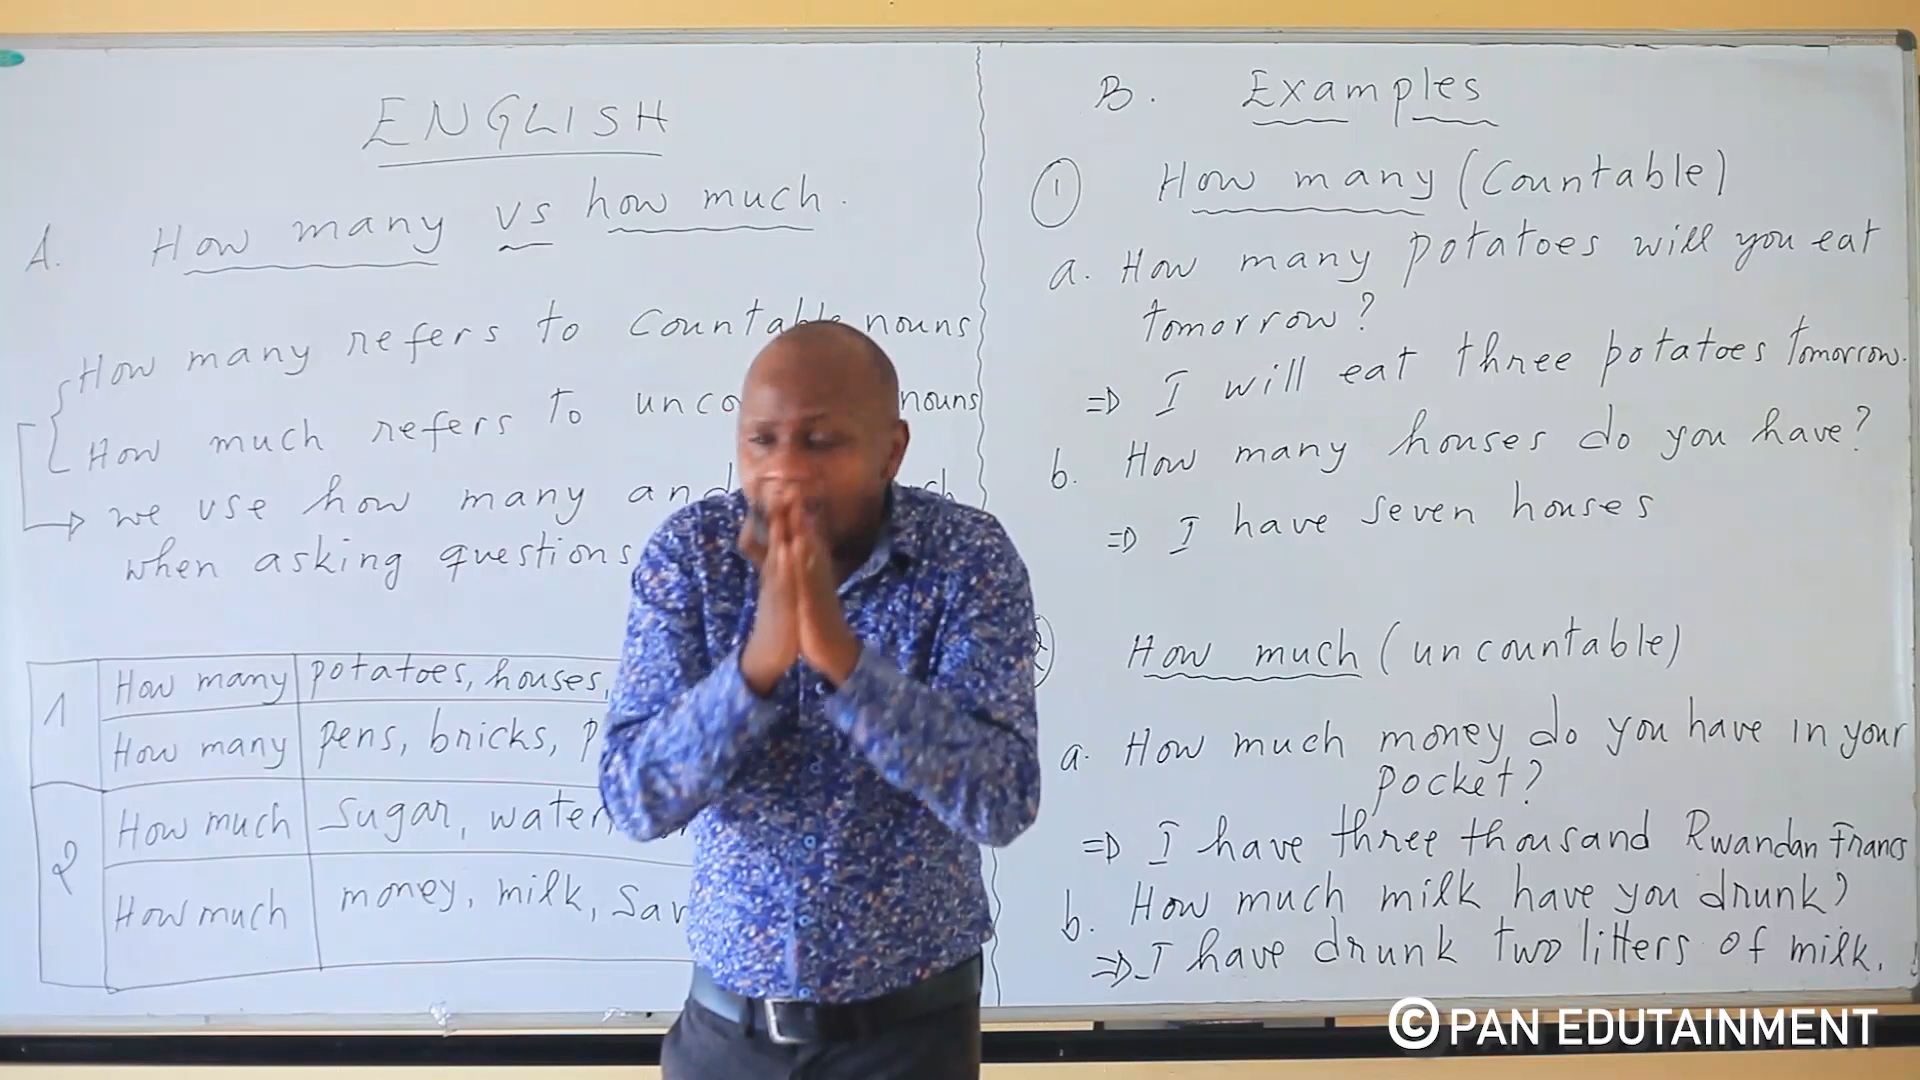 ENGLISH
A. How many vs how much.
How many refers to Countable nouns
How much refers to nouns
we use how many and
when asking questions
1 How many potatoes, houses,
How many pens, bricks,
2 How much Sugar, water
How much money, milk,
B. Examples
1 How many (Countable)
a. How many potatoes will you eat
tomorrow?
⇒ I will eat three potatoes tomorrow.
b. How many houses do you have?
⇒ I have seven houses
How much (uncountable)
a. How much money do you have in your
pocket?
⇒ I have three thousand Rwandan Francs
b. How much milk have you drunk?
⇒ I have drunk two litters of milk.
© PAN EDUTAINMENT